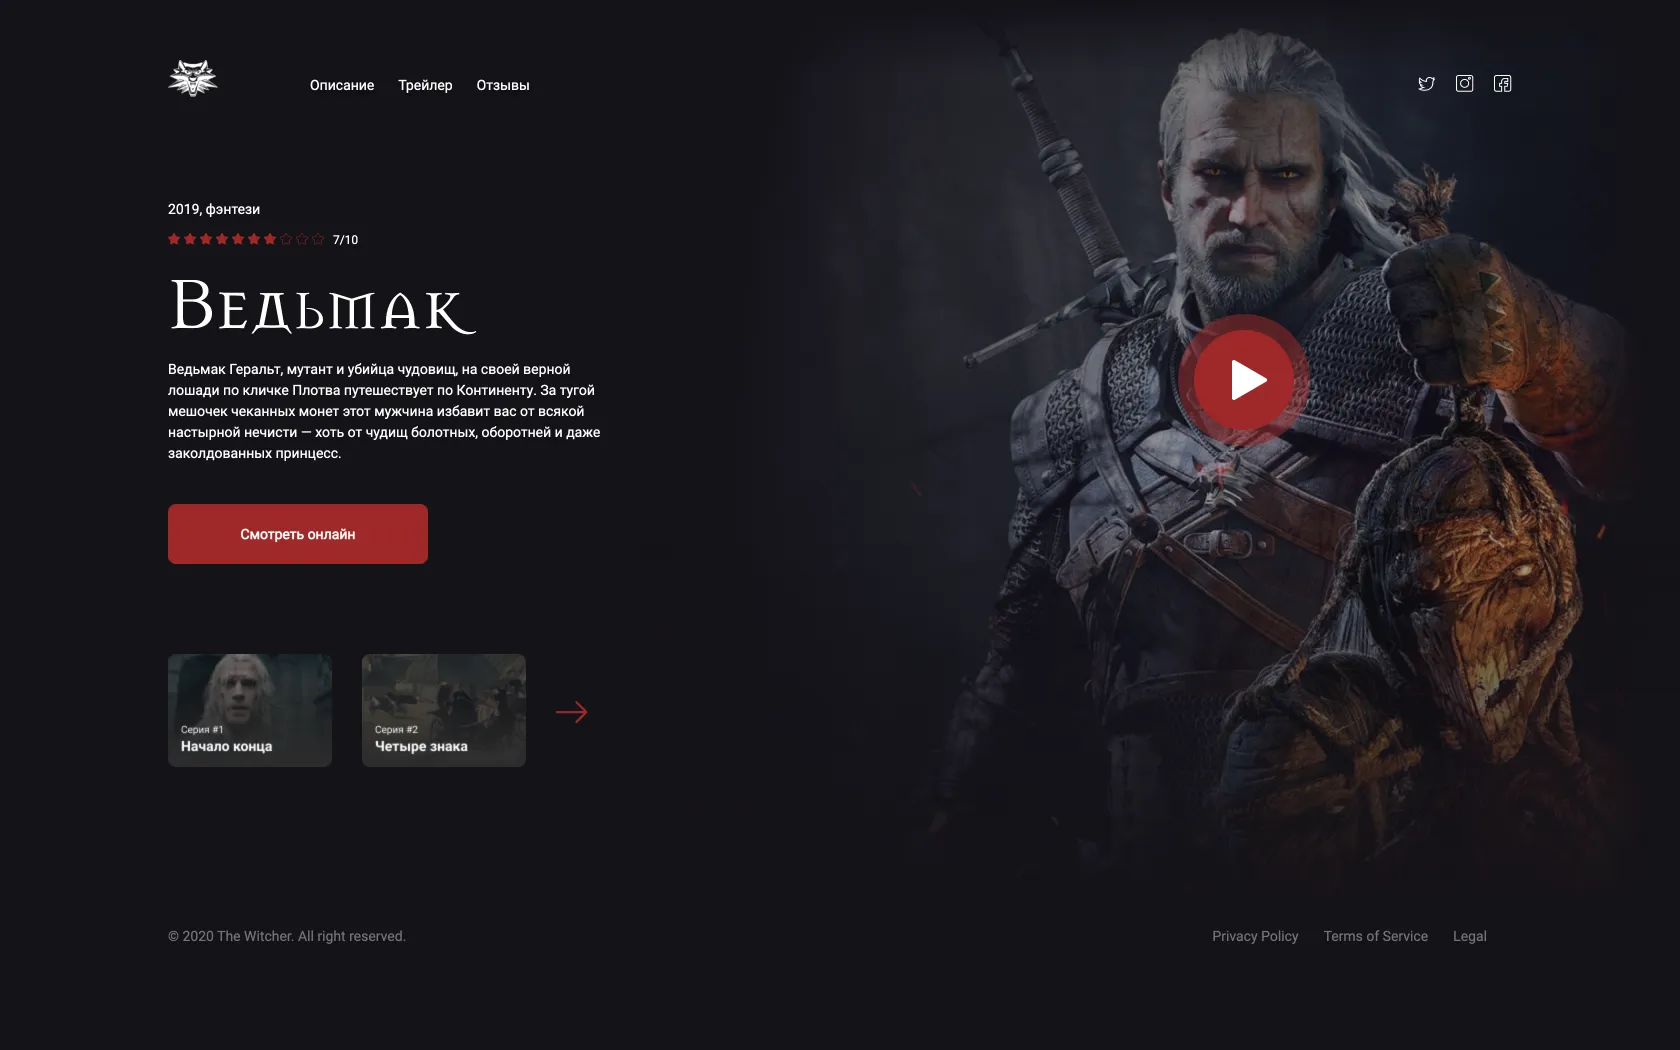 Описание Трейлер Отзывы
2019, фэнтези
7/10
Ведьмак
Ведьмак Геральт, мутант и убийца чудовищ, на своей верной
лошади по кличке Плотва путешествует по Континенту. За тугой
мешочек чеканных монет этот мужчина избавит вас от всякой
настырной нечисти — хоть от чудищ болотных, оборотней и даже
заколдованных принцесс.
Смотреть онлайн
Серия #1
Начало конца
Серия #2
Четыре знака
© 2020 The Witcher. All right reserved.
Privacy Policy Terms of Service Legal